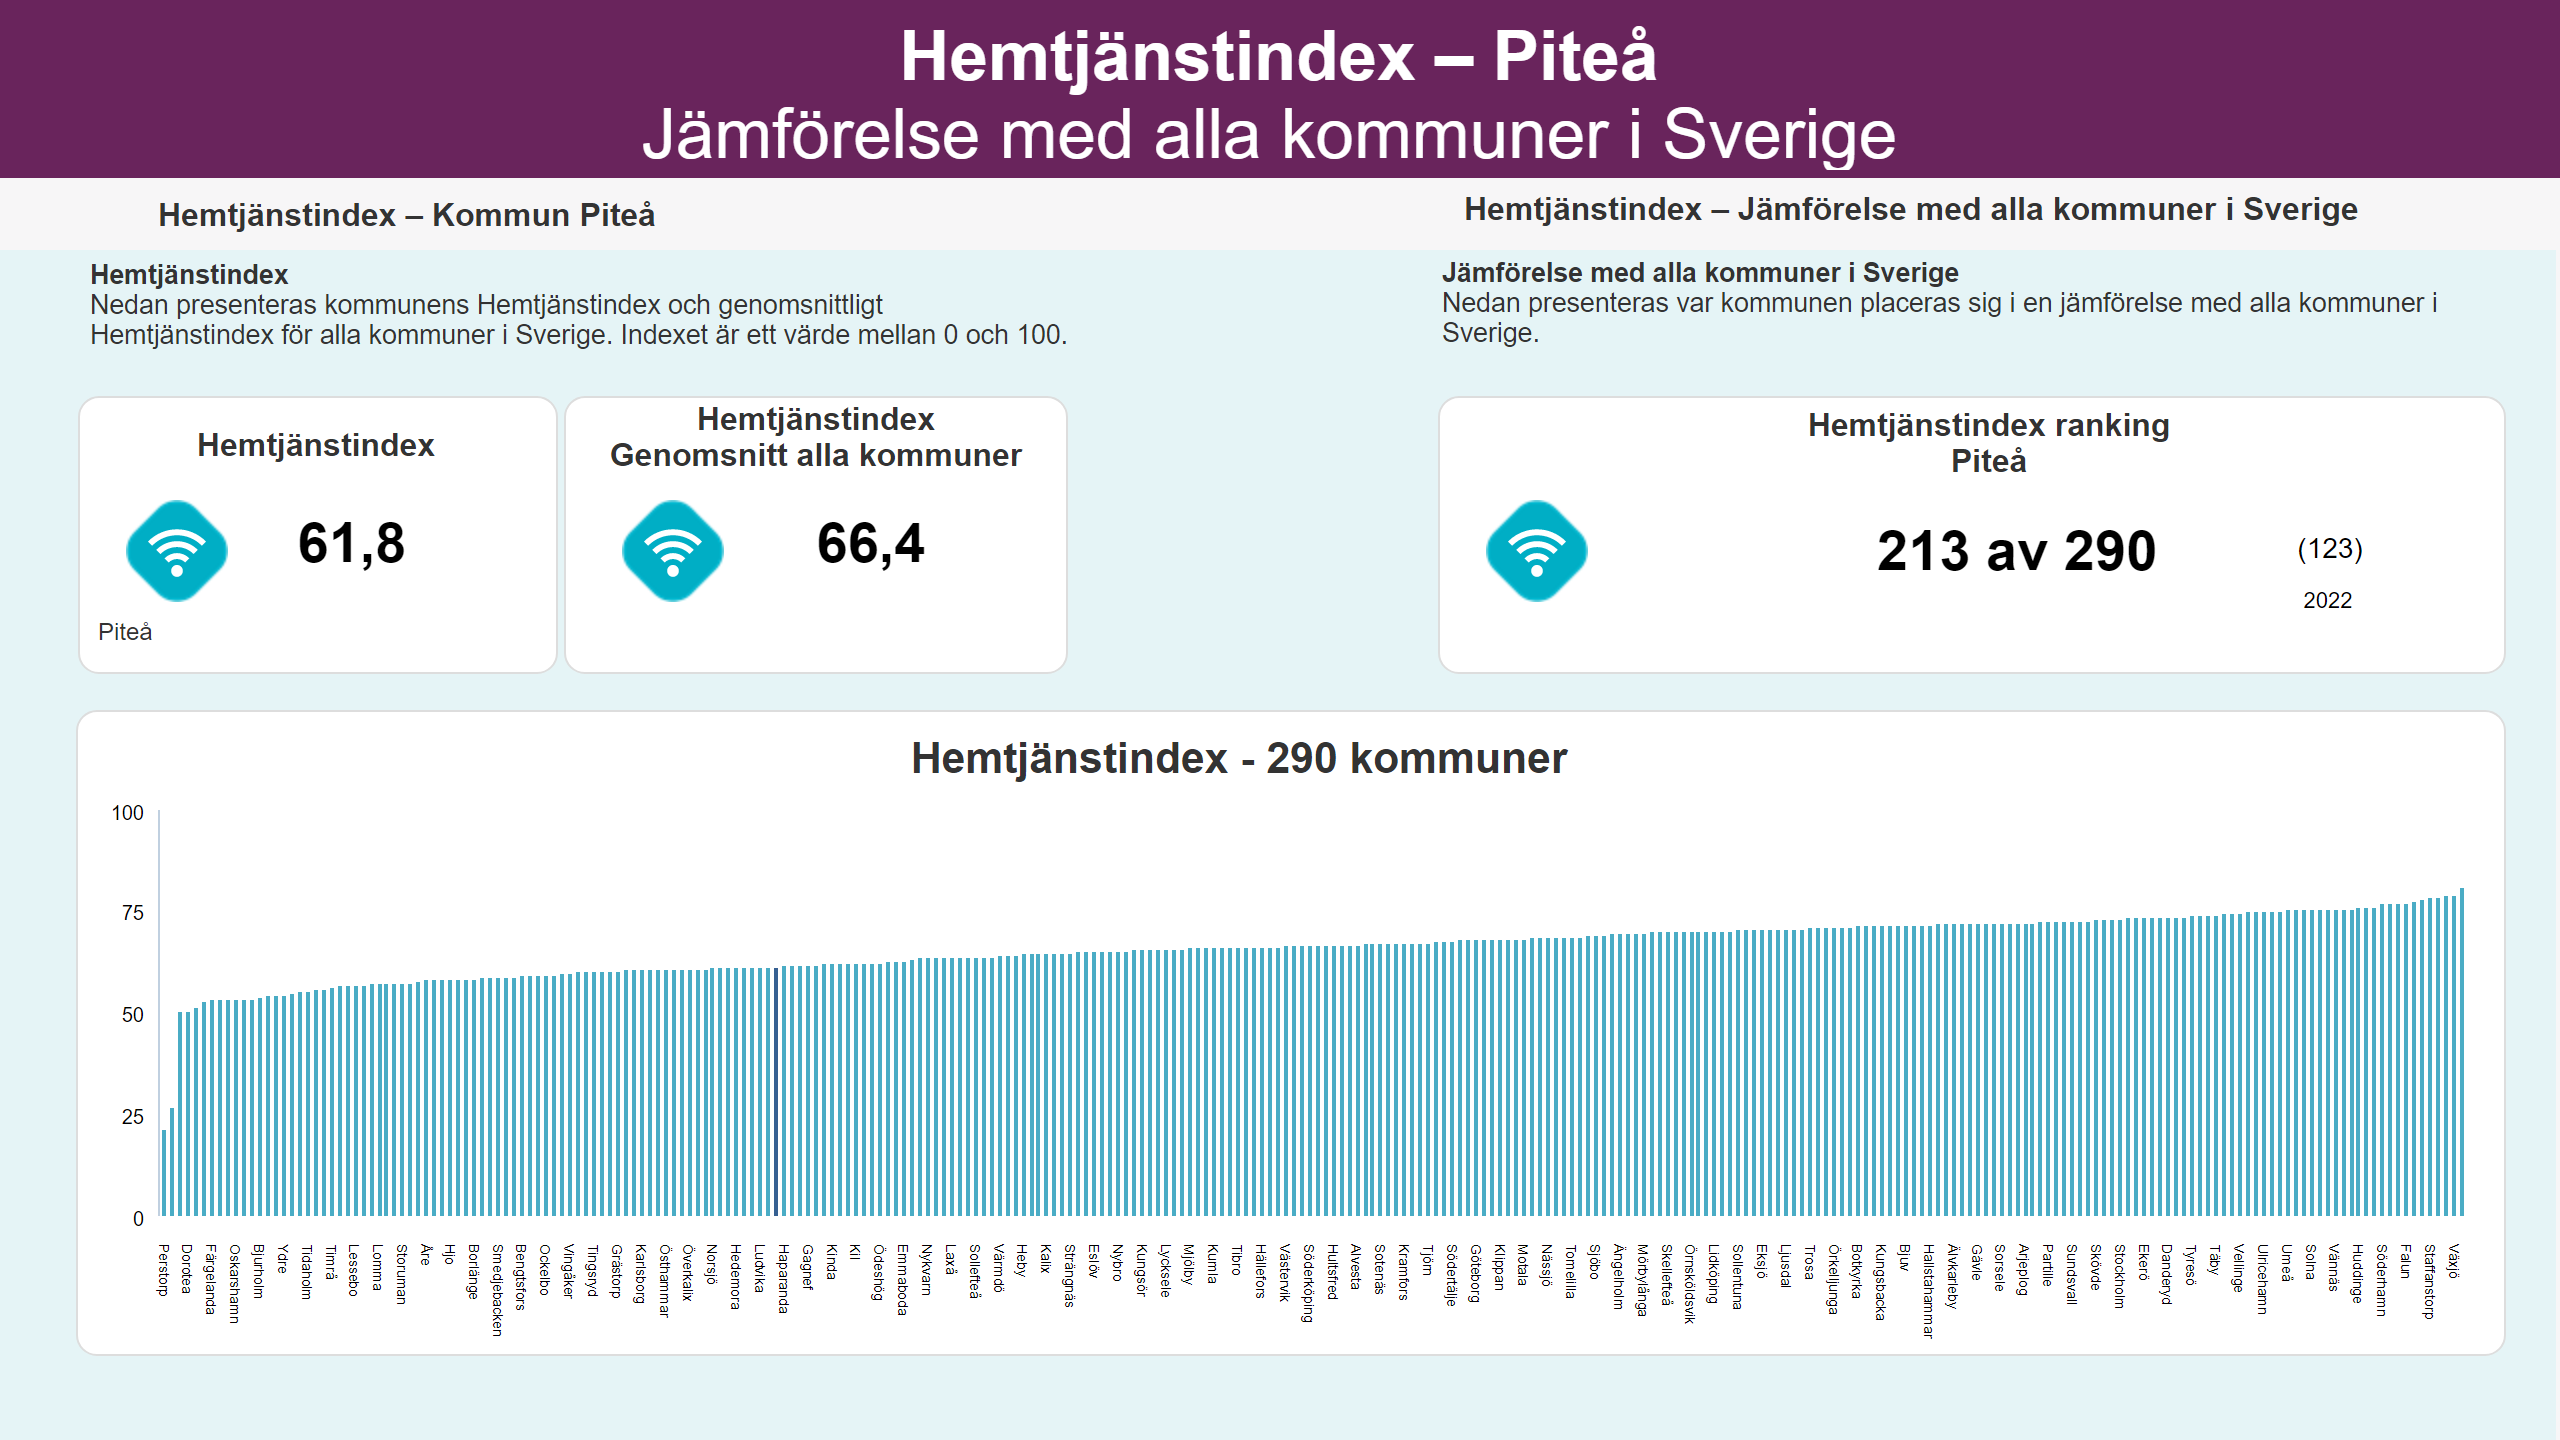 Hemtjänstindex – Piteå
Jämförelse med alla kommuner i Sverige
Hemtjänstindex – Kommun Piteå
Hemtjänstindex – Jämförelse med alla kommuner i Sverige
Hemtjänstindex
Nedan presenteras kommunens Hemtjänstindex och genomsnittligt
Hemtjänstindex för alla kommuner i Sverige. Indexet är ett värde mellan 0 och 100.
Jämförelse med alla kommuner i Sverige
Nedan presenteras var kommunen placeras sig i en jämförelse med alla kommuner i
Sverige.
Hemtjänstindex
61,8
Piteå
Hemtjänstindex
Genomsnitt alla kommuner
66,4
Hemtjänstindex ranking
Piteå
213 av 290
(123)
2022
Hemtjänstindex - 290 kommuner
100
75
50
25
0
Perstorp
Dorotea
Färgelanda
Oskarshamn
Bjurholm
Ydre
Tidaholm
Timrå
Lessebo
Lomma
Storuman
Åre
Hjo
Borlänge
Smedjebacken
Bengtsfors
Ockelbo
Vingåker
Tingsryd
Grästorp
Karlsborg
Östhammar
Överkalix
Norsjö
Hedemora
Ludvika
Haparanda
Gagnef
Kinda
Kil
Ödeshög
Emmaboda
Nykvarn
Laxå
Sollefteå
Värmdö
Heby
Kalix
Strängnäs
Eslöv
Nybro
Kungsör
Lycksele
Mjölby
Kumla
Tibro
Hällefors
Västervik
Söderköping
Hultsfred
Alvesta
Sotenäs
Kramfors
Tjörn
Södertälje
Göteborg
Klippan
Motala
Nässjö
Tomelilla
Sjöbo
Ängelholm
Mörbylånga
Skellefteå
Örnsköldsvik
Lidköping
Sollentuna
Eksjö
Ljusdal
Trosa
Örkelljunga
Botkyrka
Kungsbacka
Bjuv
Hallstahammar
Älvkarleby
Gävle
Sorsele
Arjeplog
Partille
Sundsvall
Skövde
Stockholm
Ekerö
Danderyd
Tyresö
Täby
Vellinge
Ulricehamn
Umeå
Solna
Vännäs
Huddinge
Söderhamn
Falun
Staffanstorp
Växjö